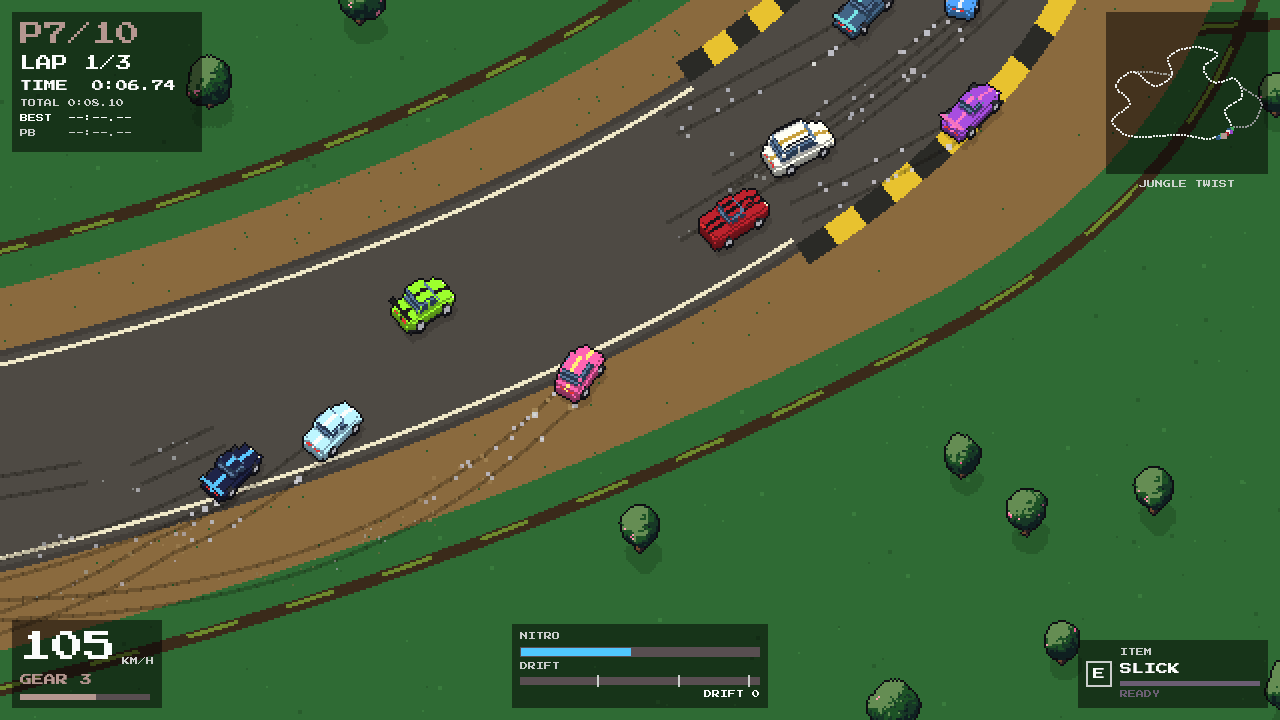 P7/10
LAP 1/3
TIME 0:06.74
TOTAL 0:08.10
BEST --:--.--
PB --:--.--
JUNGLE TWIST
105 KM/H
GEAR 3
NITRO
DRIFT
DRIFT 0
ITEM
E SLICK
READY